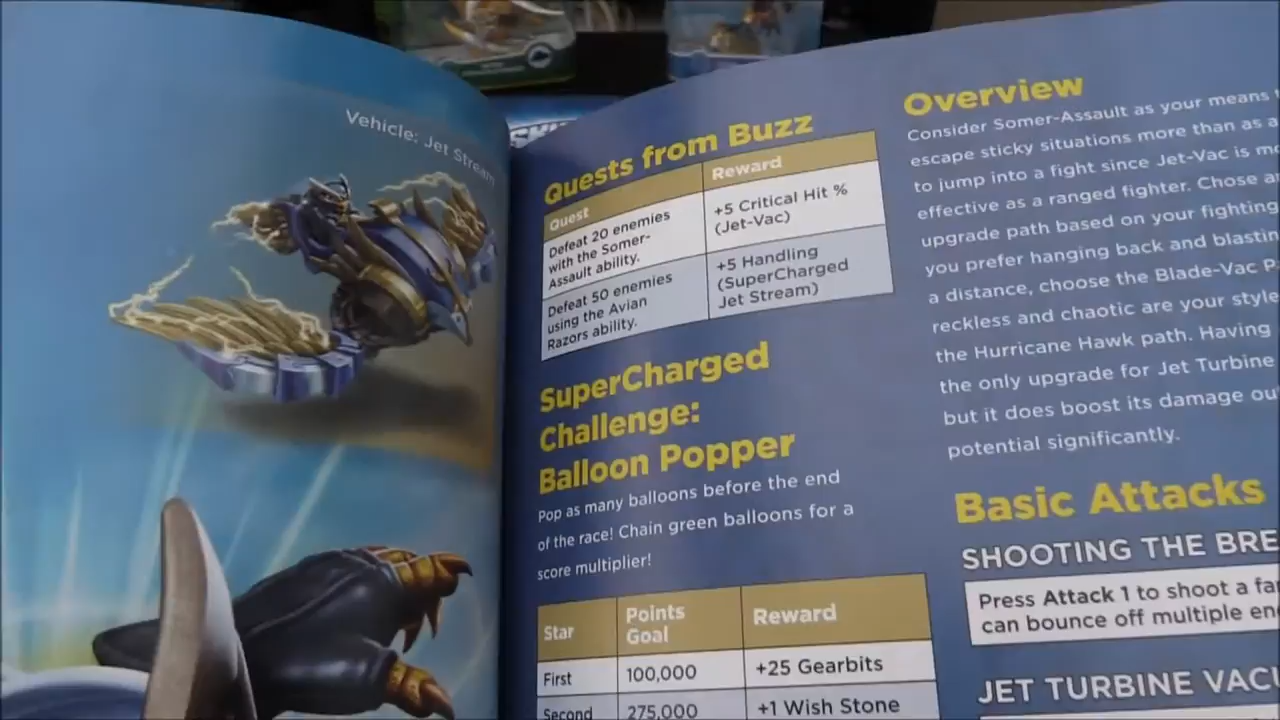 Vehicle: Jet Stream
Quests from Buzz
Quest
Reward
Defeat 20 enemies
with the Somer-
Assault ability.
+5 Critical Hit %
(Jet-Vac)
Defeat 50 enemies
using the Avian
Razors ability.
+5 Handling
(SuperCharged
Jet Stream)
SuperCharged
Challenge:
Balloon Popper
Pop as many balloons before the end
of the race! Chain green balloons for a
score multiplier!
Star
Points
Goal
Reward
First
100,000
+25 Gearbits
Second
275,000
+1 Wish Stone
Overview
Consider Somer-Assault as your means
escape sticky situations more than as a
to jump into a fight since Jet-Vac is
effective as a ranged fighter. Chose
upgrade path based on your fighting
you prefer hanging back and blasting
a distance, choose the Blade-Vac
reckless and chaotic are your style
the Hurricane Hawk path. Having
the only upgrade for Jet Turbine
but it does boost its damage
potential significantly.
Basic Attacks
SHOOTING THE
Press Attack 1 to shoot a
can bounce off multiple
JET TURBINE